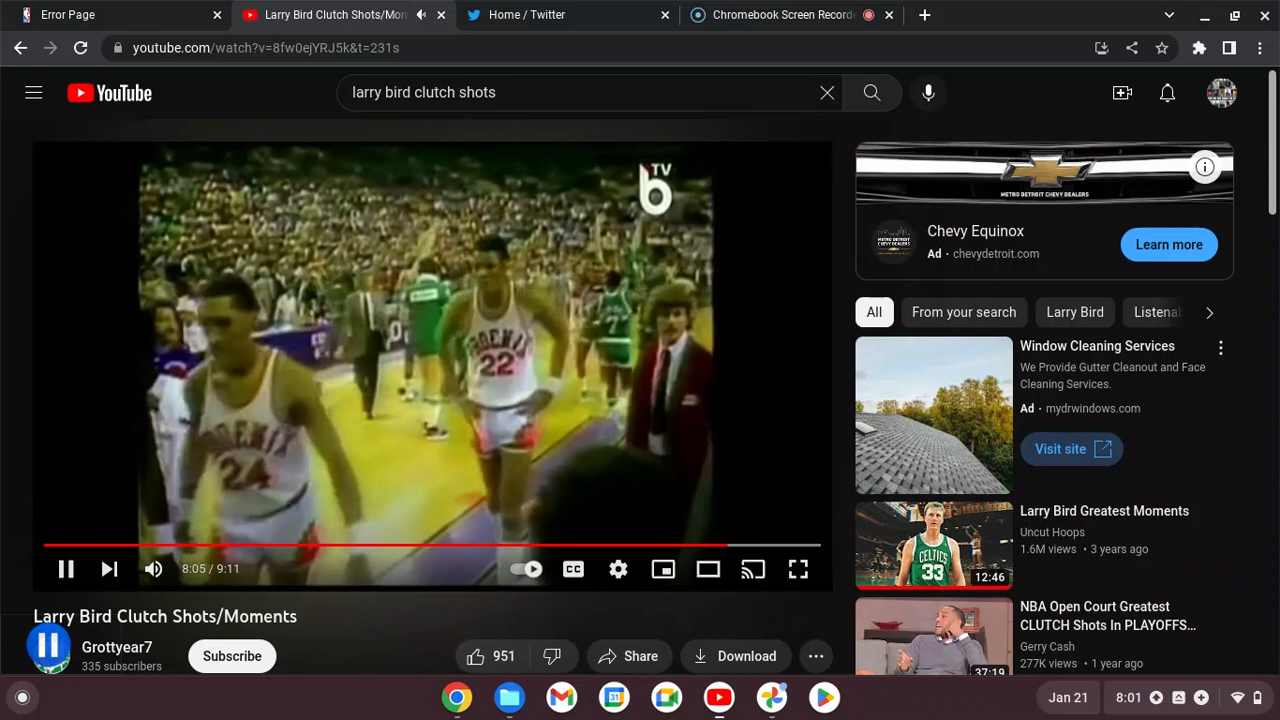 Error Page
Larry Bird Clutch Shots/Mom
Home / Twitter
Chromebook Screen Record
youtube.com/watch?v=8fw0ejYRJ5k&t=231s
YouTube
larry bird clutch shots
TV
b
PHOENIX
22
7
24
METRO DETROIT CHEVY DEALERS
Chevy Equinox
Ad · chevydetroit.com
Learn more
All
From your search
Larry Bird
Listenal
Window Cleaning Services
We Provide Gutter Cleanout and Face
Cleaning Services.
Ad · mydrwindows.com
Visit site
CELTICS
33
12:46
Larry Bird Greatest Moments
Uncut Hoops
1.6M views · 3 years ago
NBA Open Court Greatest
CLUTCH Shots In PLAYOFFS...
Gerry Cash
277K views · 1 year ago
37:19
8:05 / 9:11
CC
Larry Bird Clutch Shots/Moments
Grottyear7
335 subscribers
Subscribe
951
Share
Download
31
Jan 21
8:01